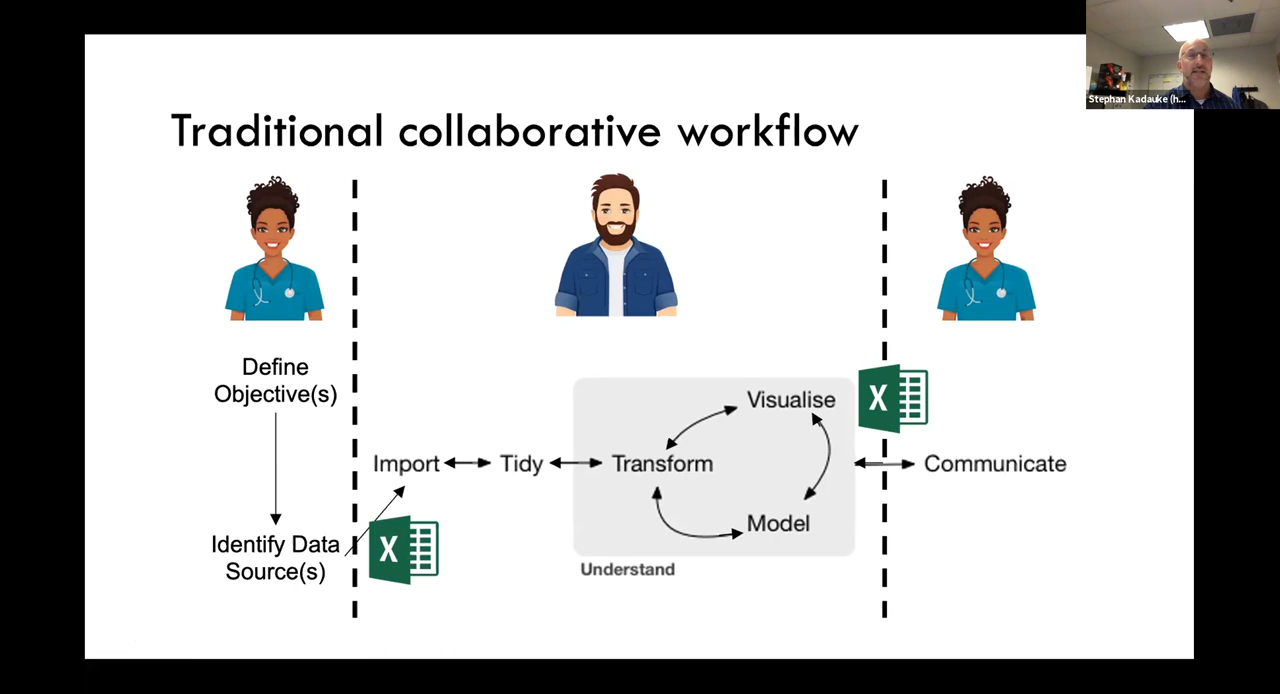 Stephan Kadauke (h...
Traditional collaborative workflow
Define
Objective(s)
Visualise
X
Import
Tidy
Transform
Communicate
Model
Identify Data
Source(s)
X
Understand